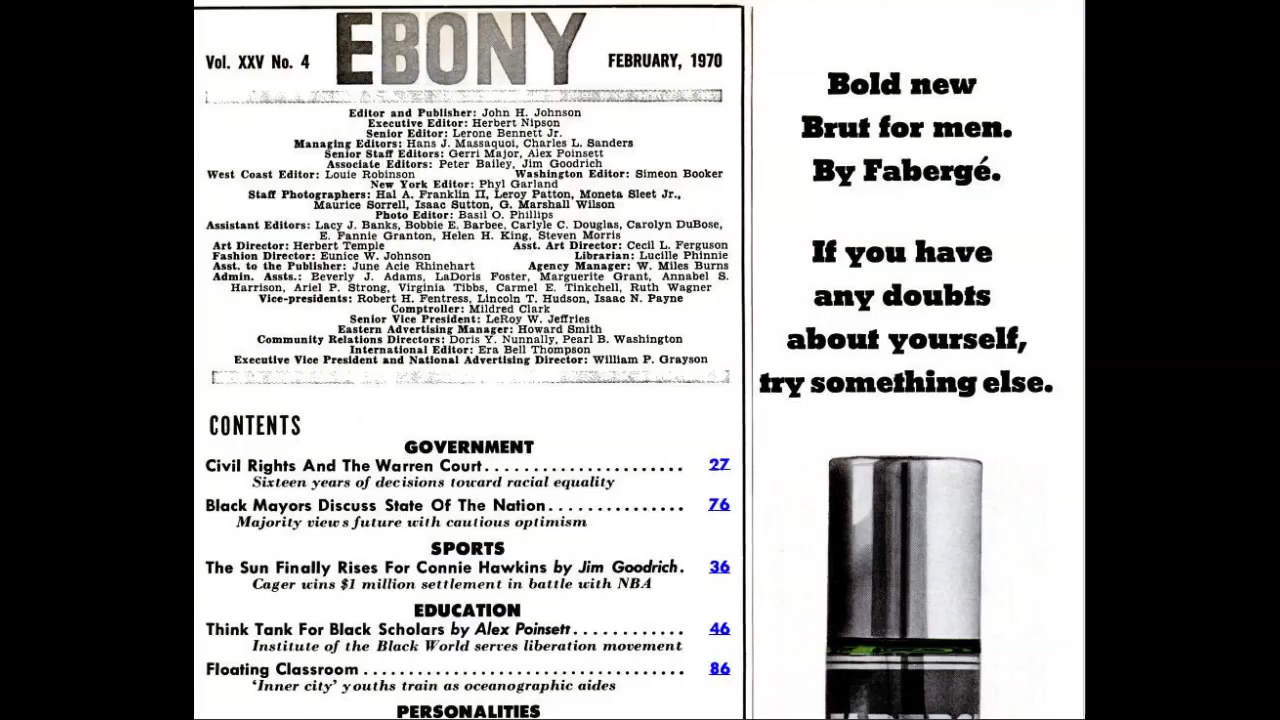 Vol. XXV No. 4
EBONY
FEBRUARY, 1970
Editor and Publisher: John H. Johnson
Executive Editor: Herbert Nipson
Senior Editor: Lerone Bennett Jr.
Managing Editors: Hans J. Massaquoi, Charles L. Sanders
Senior Staff Editors: Gerri Major, Alex Poinsett
Associate Editors: Peter Bailey, Jim Goodrich
West Coast Editor: Louie Robinson Washington Editor: Simeon Booker
New York Editor: Phyl Garland
Staff Photographers: Hal A. Franklin II, Leroy Patton, Moneta Sleet Jr.,
Maurice Sorrell, Isaac Sutton, G. Marshall Wilson
Photo Editor: Basil O. Phillips
Assistant Editors: Lacy J. Banks, Bobbie E. Barbee, Carlyle C. Douglas, Carolyn DuBose,
E. Fannie Granton, Helen H. King, Steven Morris
Art Director: Herbert Temple Asst. Art Director: Cecil L. Ferguson
Fashion Director: Eunice W. Johnson Librarian: Lucille Phinnie
Asst. to the Publisher: June Acie Rhinehart Agency Manager: W. Miles Burns
Admin. Assts.: Beverly J. Adams, LaDoris Foster, Marguerite Grant, Annabel S.
Harrison, Ariel P. Strong, Virginia Tibbs, Carmel E. Tinkchell, Ruth Wagner
Vice-presidents: Robert H. Fentress, Lincoln T. Hudson, Isaac N. Payne
Comptroller: Mildred Clark
Senior Vice President: LeRoy W. Jeffries
Eastern Advertising Manager: Howard Smith
Community Relations Directors: Doris Y. Nunnally, Pearl B. Washington
International Editor: Era Bell Thompson
Executive Vice President and National Advertising Director: William P. Grayson
CONTENTS
GOVERNMENT
Civil Rights And The Warren Court...................... 27
Sixteen years of decisions toward racial equality
Black Mayors Discuss State Of The Nation............... 76
Majority views future with cautious optimism
SPORTS
The Sun Finally Rises For Connie Hawkins by Jim Goodrich. 36
Cager wins $1 million settlement in battle with NBA
EDUCATION
Think Tank For Black Scholars by Alex Poinsett............ 46
Institute of the Black World serves liberation movement
Floating Classroom................................... 86
'Inner city' youths train as oceanographic aides
PERSONALITIES
Bold new
Brut for men.
By Fabergé.
If you have
any doubts
about yourself,
try something else.